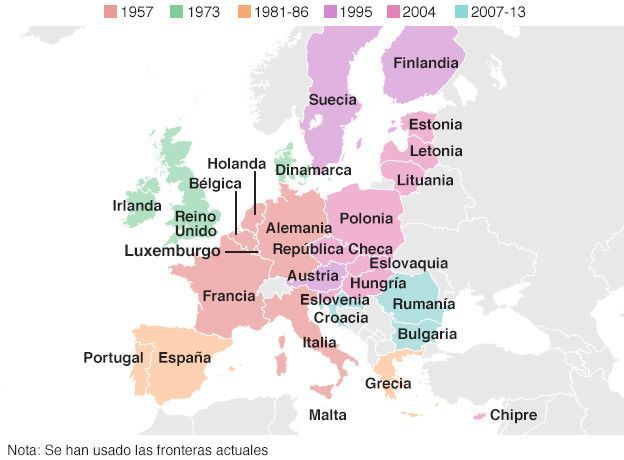 1957 1973 1981-86 1995 2004 2007-13
Finlandia
Suecia
Estonia
Letonia
Lituania
Holanda
Dinamarca
Bélgica
Irlanda
Reino
Unido
Polonia
Alemania
Luxemburgo
República Checa
Eslovaquia
Austria
Hungría
Francia
Eslovenia
Rumanía
Croacia
Bulgaria
Italia
Portugal
España
Grecia
Malta
Chipre
Nota: Se han usado las fronteras actuales